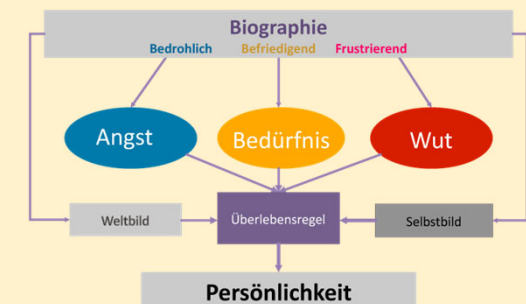 Biographie
Bedrohlich Befriedigend Frustrierend
Angst Bedürfnis Wut
Weltbild Überlebensregel Selbstbild
Persönlichkeit